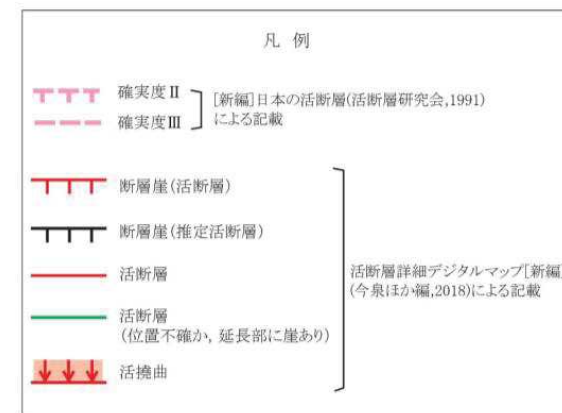 凡 例
確実度Ⅱ
確実度Ⅲ
[新編]日本の活断層(活断層研究会,1991)
による記載
断層崖(活断層)
断層崖(推定活断層)
活断層
活断層
(位置不確か, 延長部に崖あり)
活撓曲
活断層詳細デジタルマップ[新編]
(今泉ほか編,2018)による記載